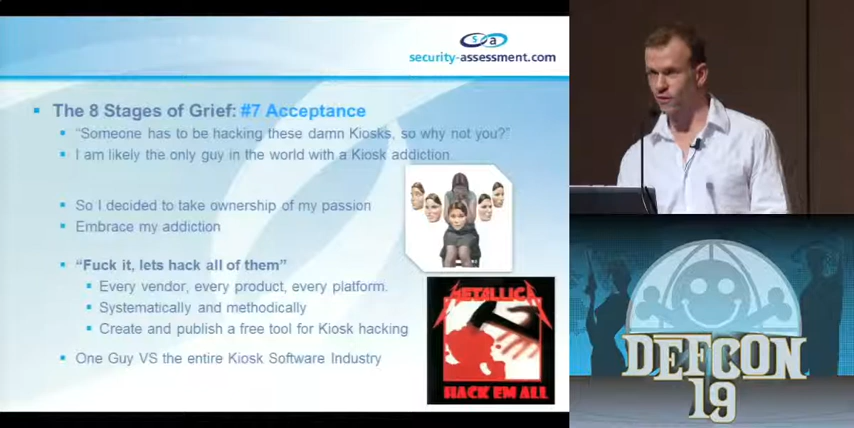 sa
security-assessment.com
The 8 Stages of Grief: #7 Acceptance
“Someone has to be hacking these damn Kiosks, so why not you?”
I am likely the only guy in the world with a Kiosk addiction
So I decided to take ownership of my passion
Embrace my addiction
“Fuck it, lets hack all of them”
Every vendor, every product, every platform.
Systematically and methodically
Create and publish a free tool for Kiosk hacking
One Guy VS the entire Kiosk Software Industry
METALLICA
HACK EM ALL
DEFCON
19